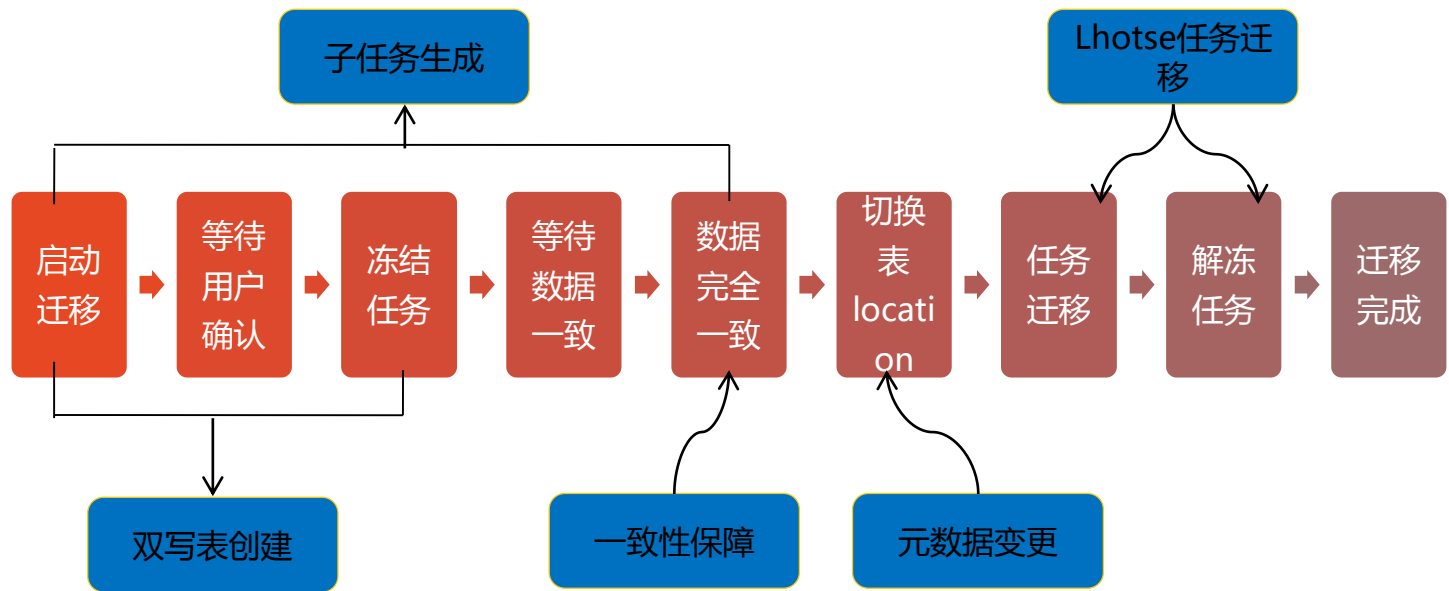 子任务生成
Lhotse任务迁
移
启动
迁移
等待
用户
确认
冻结
任务
等待
数据
一致
数据
完全
一致
切换
表
locati
on
任务
迁移
解冻
任务
迁移
完成
双写表创建
一致性保障
元数据变更